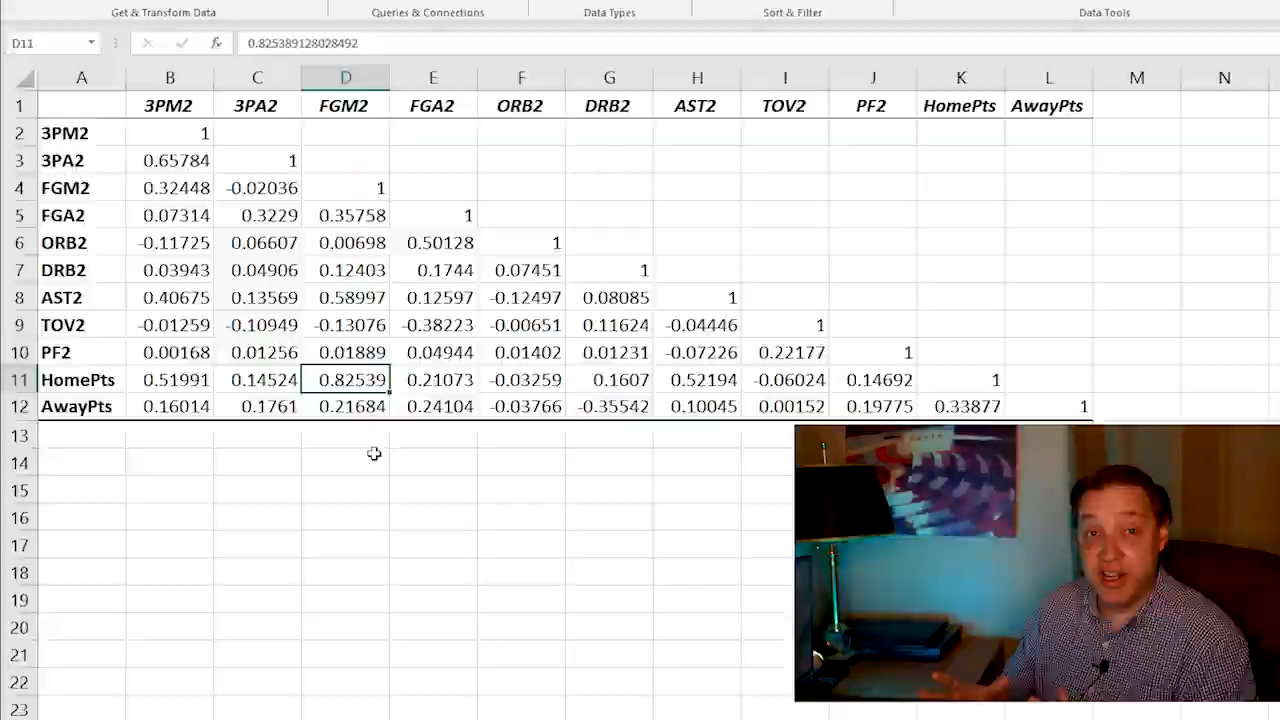 Get & Transform Data Queries & Connections Data Types Sort & Filter Data Tools
D11 fx 0.825389128028492
A B C D E F G H I J K L M N
1 3PM2 3PA2 FGM2 FGA2 ORB2 DRB2 AST2 TOV2 PF2 HomePts AwayPts
2 3PM2 1
3 3PA2 0.65784 1
4 FGM2 0.32448 -0.02036 1
5 FGA2 0.07314 0.3229 0.35758 1
6 ORB2 -0.11725 0.06607 0.00698 0.50128 1
7 DRB2 0.03943 0.04906 0.12403 0.1744 0.07451 1
8 AST2 0.40675 0.13569 0.58997 0.12597 -0.12497 0.08085 1
9 TOV2 -0.01259 -0.10949 -0.13076 -0.38223 -0.00651 0.11624 -0.04446 1
10 PF2 0.00168 0.01256 0.01889 0.04944 0.01402 0.01231 -0.07226 0.22177 1
11 HomePts 0.51991 0.14524 0.82539 0.21073 -0.03259 0.1607 0.52194 -0.06024 0.14692 1
12 AwayPts 0.16014 0.1761 0.21684 0.24104 -0.03766 -0.35542 0.10045 0.00152 0.19775 0.33877 1
13
14
15
16
17
18
19
20
21
22
23